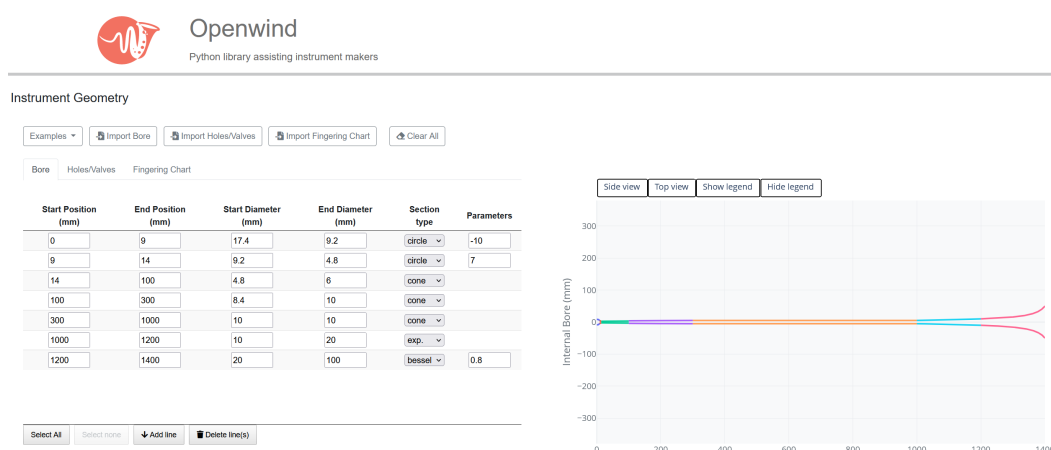 Openwind
Python library assisting instrument makers
Instrument Geometry
Examples Import Bore Import Holes/Valves Import Fingering Chart Clear All
Bore Holes/Valves Fingering Chart
Side view Top view Show legend Hide legend
Start Position (mm) End Position (mm) Start Diameter (mm) End Diameter (mm) Section type Parameters
0 9 17.4 9.2 circle -10
9 14 9.2 4.8 circle 7
14 100 4.8 6 cone
100 300 8.4 10 cone
300 1000 10 10 cone
1000 1200 10 20 exp.
1200 1400 20 100 bessel 0.8
Select All Select none Add line Delete line(s)
Internal Bore (mm)
300
200
100
0
−100
−200
−300
0 200 400 600 800 1000 1200 1400